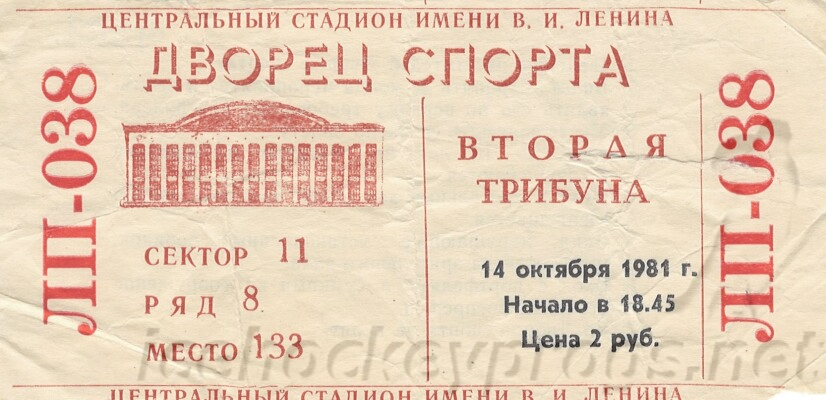 ЦЕНТРАЛЬНЫЙ СТАДИОН ИМЕНИ В. И. ЛЕНИНА
ДВОРЕЦ СПОРТА
ЛП-038
ВТОРАЯ
ТРИБУНА
СЕКТОР 11
РЯД 8
МЕСТО 133
14 октября 1981 г.
Начало в 18.45
Цена 2 руб.
ЛП-038
icehockeyprogs.net
ЦЕНТРАЛЬНЫЙ СТАДИОН ИМЕНИ В. И. ЛЕНИНА